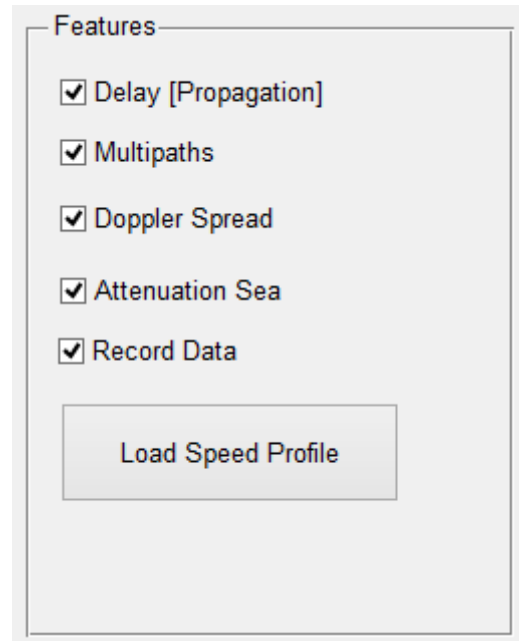 Features
Delay [Propagation]
Multipaths
Doppler Spread
Attenuation Sea
Record Data
Load Speed Profile